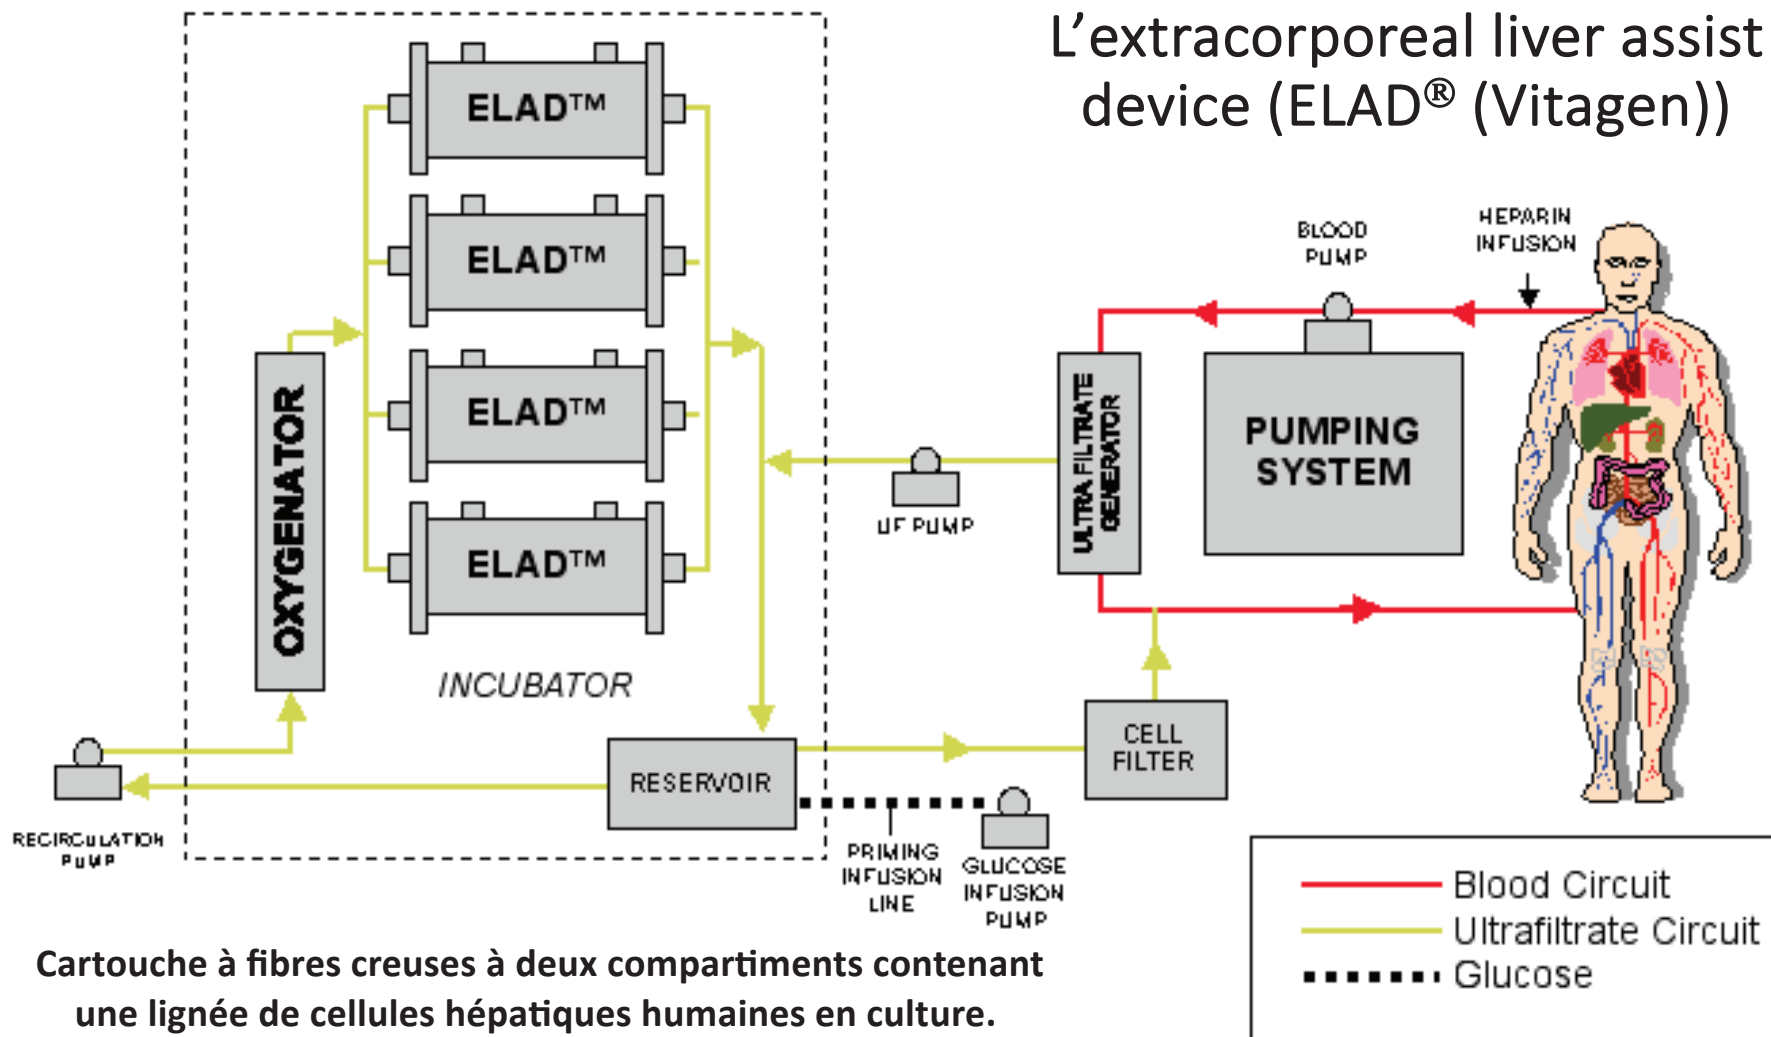 L’extracorporeal liver assist
device (ELAD® (Vitagen))
ELAD™
ELAD™
ELAD™
ELAD™
OXYGENATOR
INCUBATOR
RECIRCULATION
PUMP
RESERVOIR
PRIMING
INFUSION
LINE
GLUCOSE
INFUSION
PUMP
UF PUMP
CELL
FILTER
ULTRA FILTRATE
GENERATOR
BLOOD
PUMP
PUMPING
SYSTEM
HEPARIN
INFUSION
Blood Circuit
Ultrafiltrate Circuit
Glucose
Cartouche à fibres creuses à deux compartiments contenant
une lignée de cellules hépatiques humaines en culture.